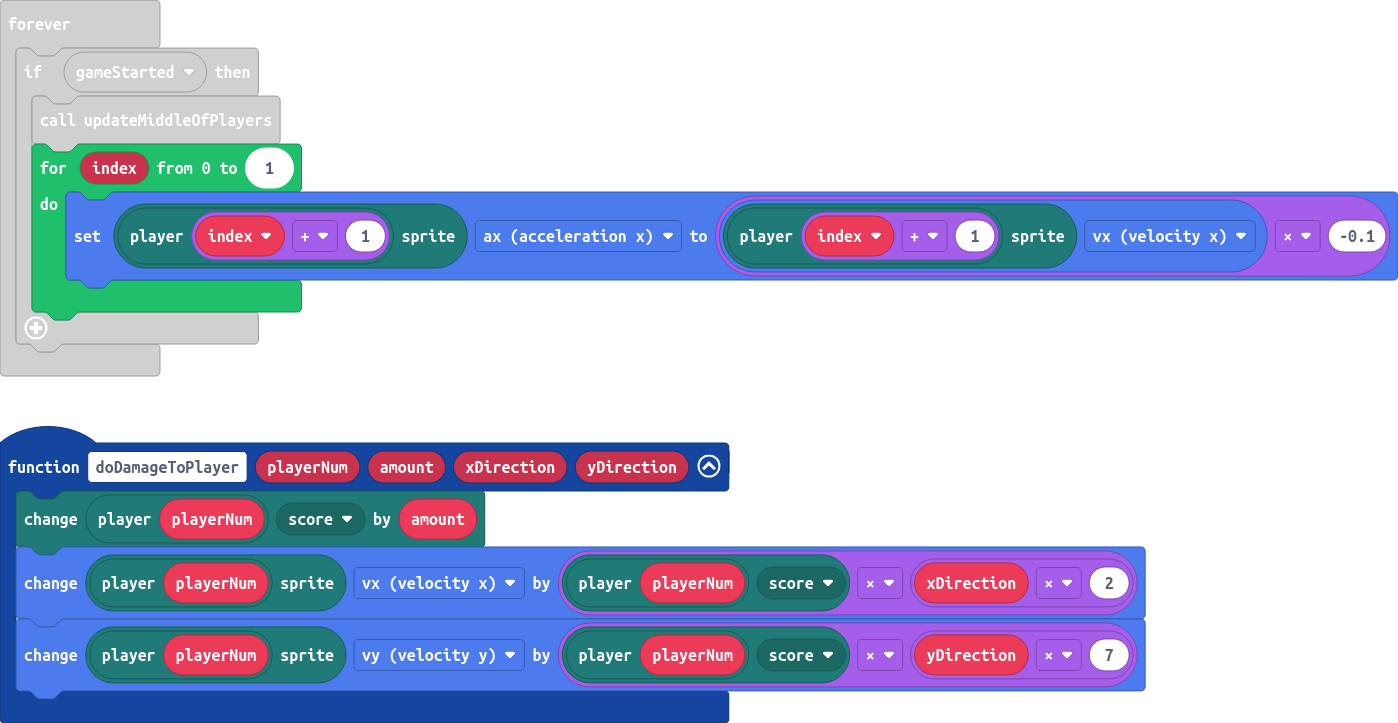 forever
if gameStarted then
call updateMiddleOfPlayers
for index from 0 to 1
do
set player index + 1 sprite ax (acceleration x) to player index + 1 sprite vx (velocity x) × -0.1
function doDamageToPlayer playerNum amount xDirection yDirection
change player playerNum score by amount
change player playerNum sprite vx (velocity x) by player playerNum score × xDirection × 2
change player playerNum sprite vy (velocity y) by player playerNum score × yDirection × 7